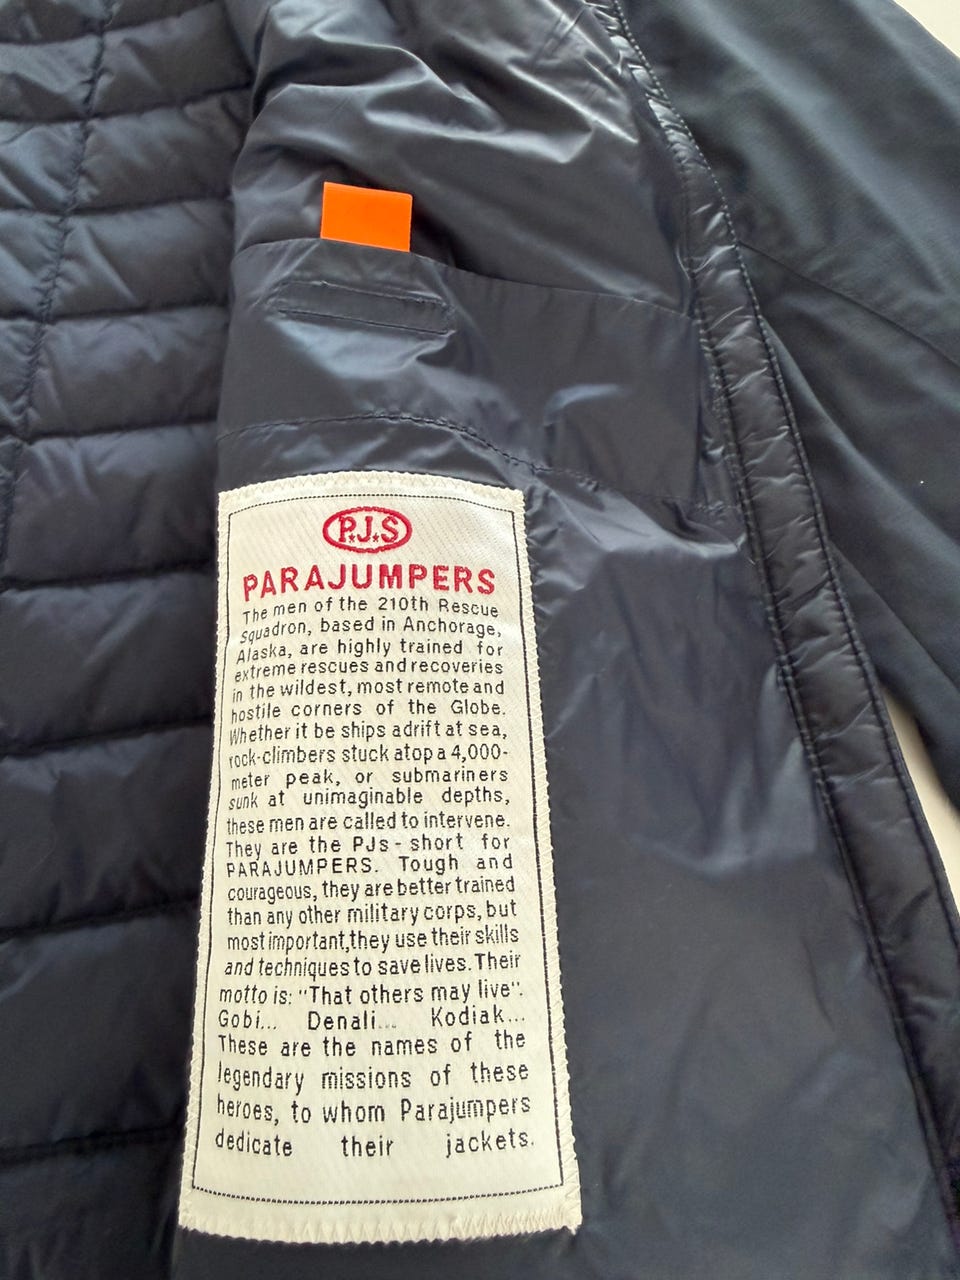 P.J.S
PARAJUMPERS
The men of the 210th Rescue
Squadron, based in Anchorage,
Alaska, are highly trained for
extreme rescues and recoveries
in the wildest, most remote and
hostile corners of the Globe.
Whether it be ships adrift at sea,
rock-climbers stuck atop a 4,000-
meter peak, or submariners
sunk at unimaginable depths,
these men are called to intervene.
They are the PJs - short for
PARAJUMPERS. Tough and
courageous, they are better trained
than any other military corps, but
most important,they use their skills
and techniques to save lives. Their
motto is: "That others may live".
Gobi... Denali... Kodiak...
These are the names of the
legendary missions of these
heroes, to whom Parajumpers
dedicate their jackets.